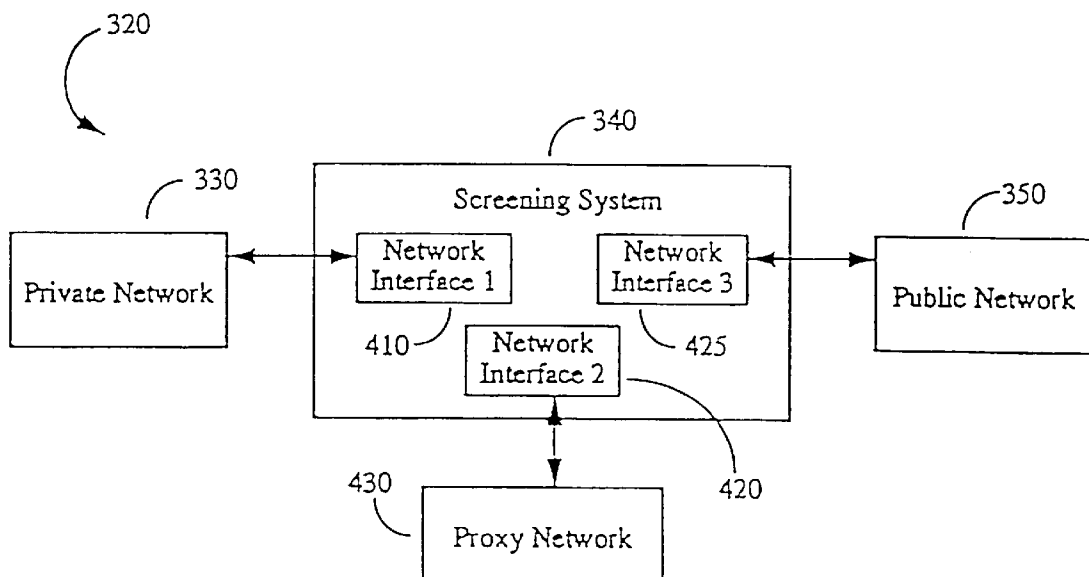 320
340
330
350
Screening System
Private Network
Network
Interface 1
Network
Interface 3
Public Network
410
425
Network
Interface 2
430
420
Proxy Network